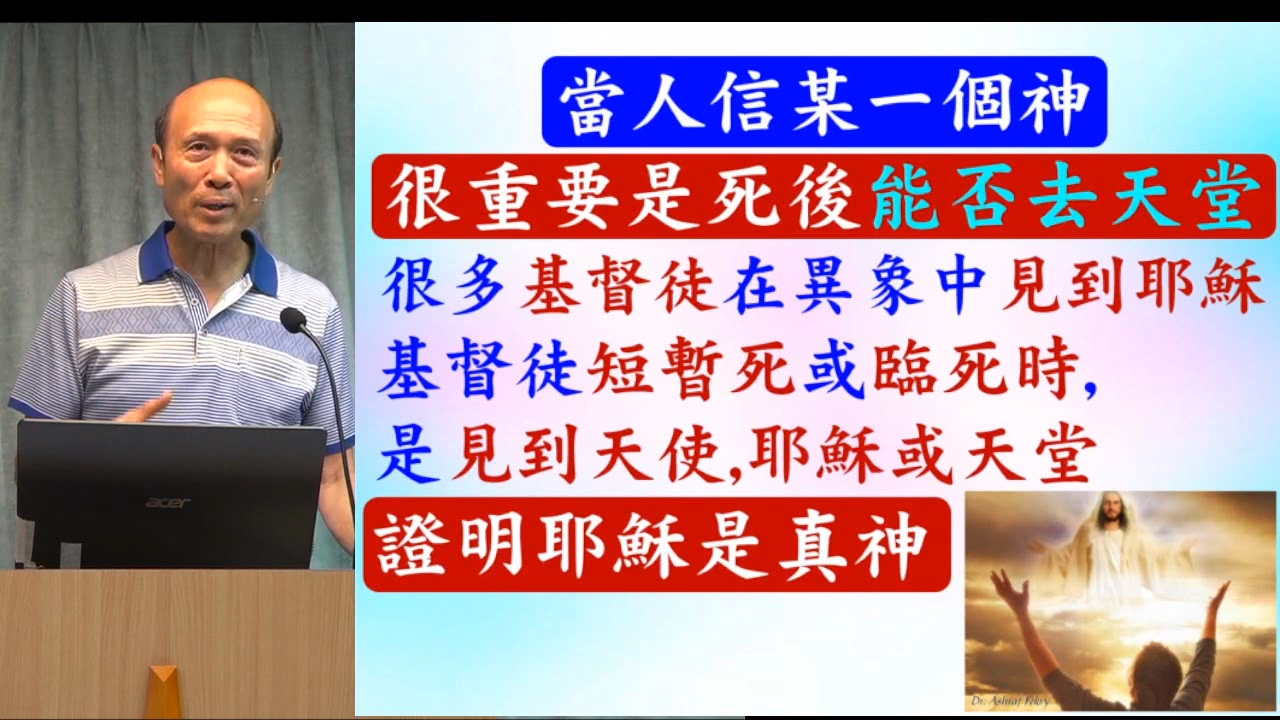 當人信某一個神
很重要是死後能否去天堂
很多基督徒在異象中見到耶穌
基督徒短暫死或臨死時,
是見到天使,耶穌或天堂
證明耶穌是真神
acer
Dr. Ashraf Fekry